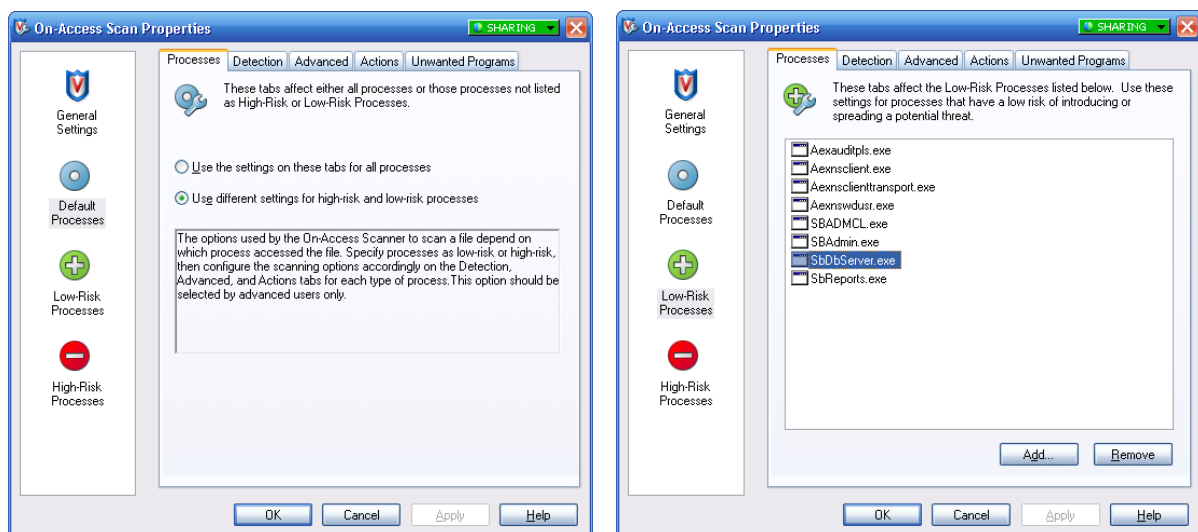 On-Access Scan Properties
SHARING
Processes
Detection
Advanced
Actions
Unwanted Programs
General
Settings
Default
Processes
Low-Risk
Processes
High-Risk
Processes
These tabs affect either all processes or those processes not listed
as High-Risk or Low-Risk Processes.
Use the settings on these tabs for all processes
Use different settings for high-risk and low-risk processes
The options used by the On-Access Scanner to scan a file depend on
which process accessed the file. Specify processes as low-risk or high-risk,
then configure the scanning options accordingly on the Detection,
Advanced, and Actions tabs for each type of process.This option should be
selected by advanced users only.
OK
Cancel
Apply
Help
On-Access Scan Properties
SHARING
Processes
Detection
Advanced
Actions
Unwanted Programs
General
Settings
Default
Processes
Low-Risk
Processes
High-Risk
Processes
These tabs affect the Low-Risk Processes listed below. Use these
settings for processes that have a low risk of introducing or
spreading a potential threat.
Aexauditpls.exe
Aexnsclient.exe
Aexnsclienttransport.exe
Aexnswdusr.exe
SBADMCL.exe
SBAdmin.exe
SbDbServer.exe
SbReports.exe
Add...
Remove
OK
Cancel
Apply
Help